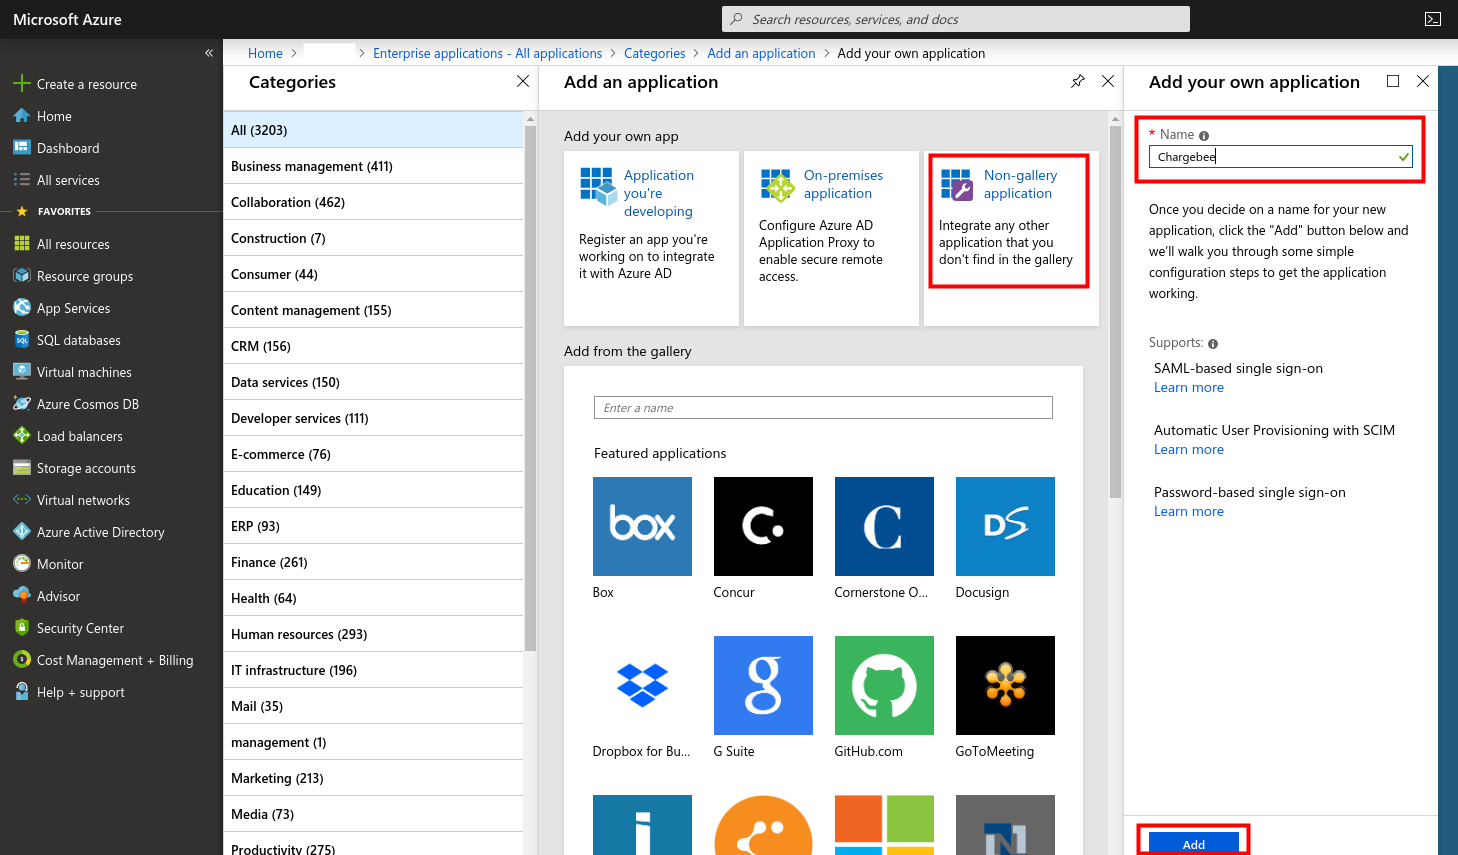 Microsoft Azure
Search resources, services, and docs
«
Home > > Enterprise applications - All applications > Categories > Add an application > Add your own application
Create a resource
Home
Dashboard
All services
FAVORITES
All resources
Resource groups
App Services
SQL databases
Virtual machines
Azure Cosmos DB
Load balancers
Storage accounts
Virtual networks
Azure Active Directory
Monitor
Advisor
Security Center
Cost Management + Billing
Help + support
Categories
All (3203)
Business management (411)
Collaboration (462)
Construction (7)
Consumer (44)
Content management (155)
CRM (156)
Data services (150)
Developer services (111)
E-commerce (76)
Education (149)
ERP (93)
Finance (261)
Health (64)
Human resources (293)
IT infrastructure (196)
Mail (35)
management (1)
Marketing (213)
Media (73)
Productivity (275)
Add an application
Add your own app
Application
you're
developing
Register an app you're
working on to integrate
it with Azure AD
On-premises
application
Configure Azure AD
Application Proxy to
enable secure remote
access.
Non-gallery
application
Integrate any other
application that you
don't find in the gallery
Add from the gallery
Enter a name
Featured applications
box
C.
C
DS
Box
Concur
Cornerstone O...
Docusign
g
Dropbox for Bu...
G Suite
GitHub.com
GoToMeeting
i
N
Add your own application
* Name
Chargebee
Once you decide on a name for your new
application, click the "Add" button below and
we'll walk you through some simple
configuration steps to get the application
working.
Supports:
SAML-based single sign-on
Learn more
Automatic User Provisioning with SCIM
Learn more
Password-based single sign-on
Learn more
Add